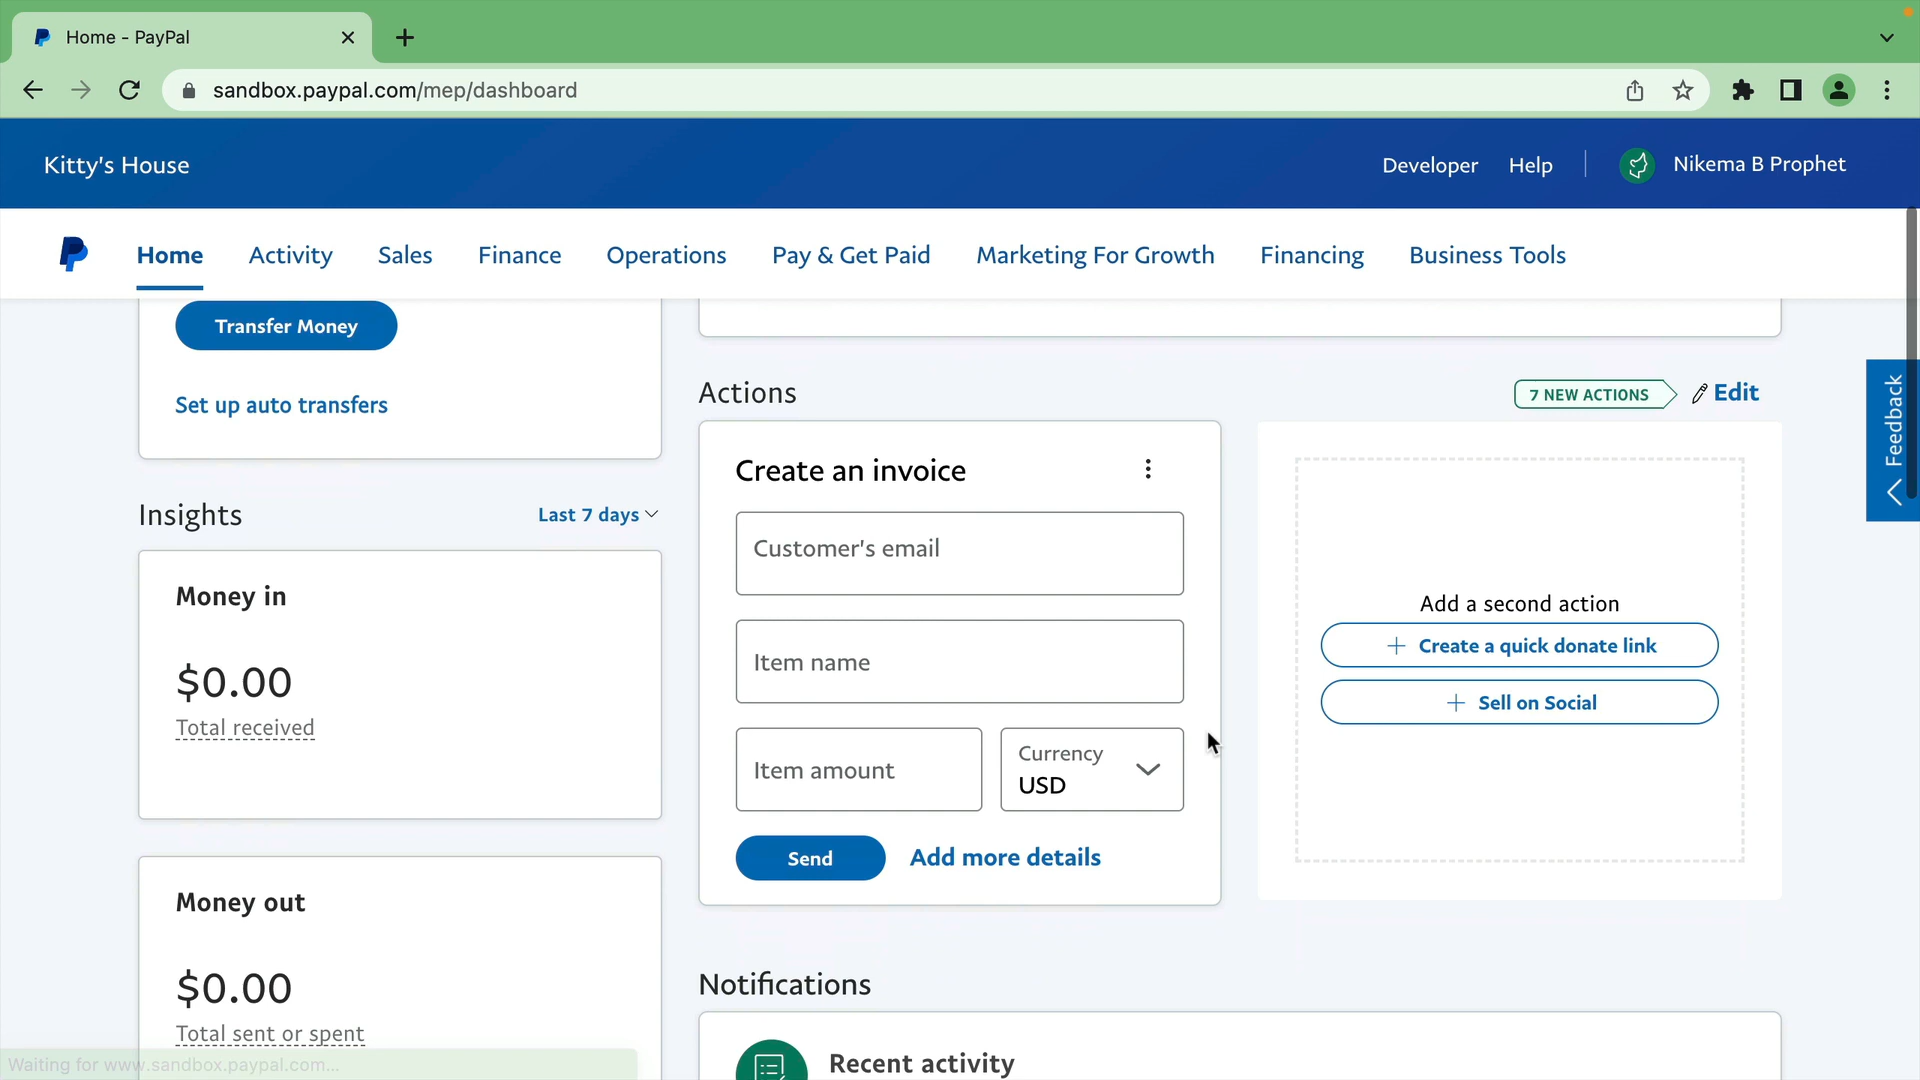 Home - PayPal
sandbox.paypal.com/mep/dashboard
Kitty's House
Developer Help Nikema B Prophet
Home Activity Sales Finance Operations Pay & Get Paid Marketing For Growth Financing Business Tools
Transfer Money
Set up auto transfers
Insights Last 7 days
Money in
$0.00
Total received
Money out
$0.00
Total sent or spent
Actions 7 NEW ACTIONS Edit
Create an invoice
Customer's email
Item name
Item amount
Currency
USD
Send Add more details
Add a second action
Create a quick donate link
Sell on Social
Notifications
Recent activity
Feedback
Waiting for www.sandbox.paypal.com...